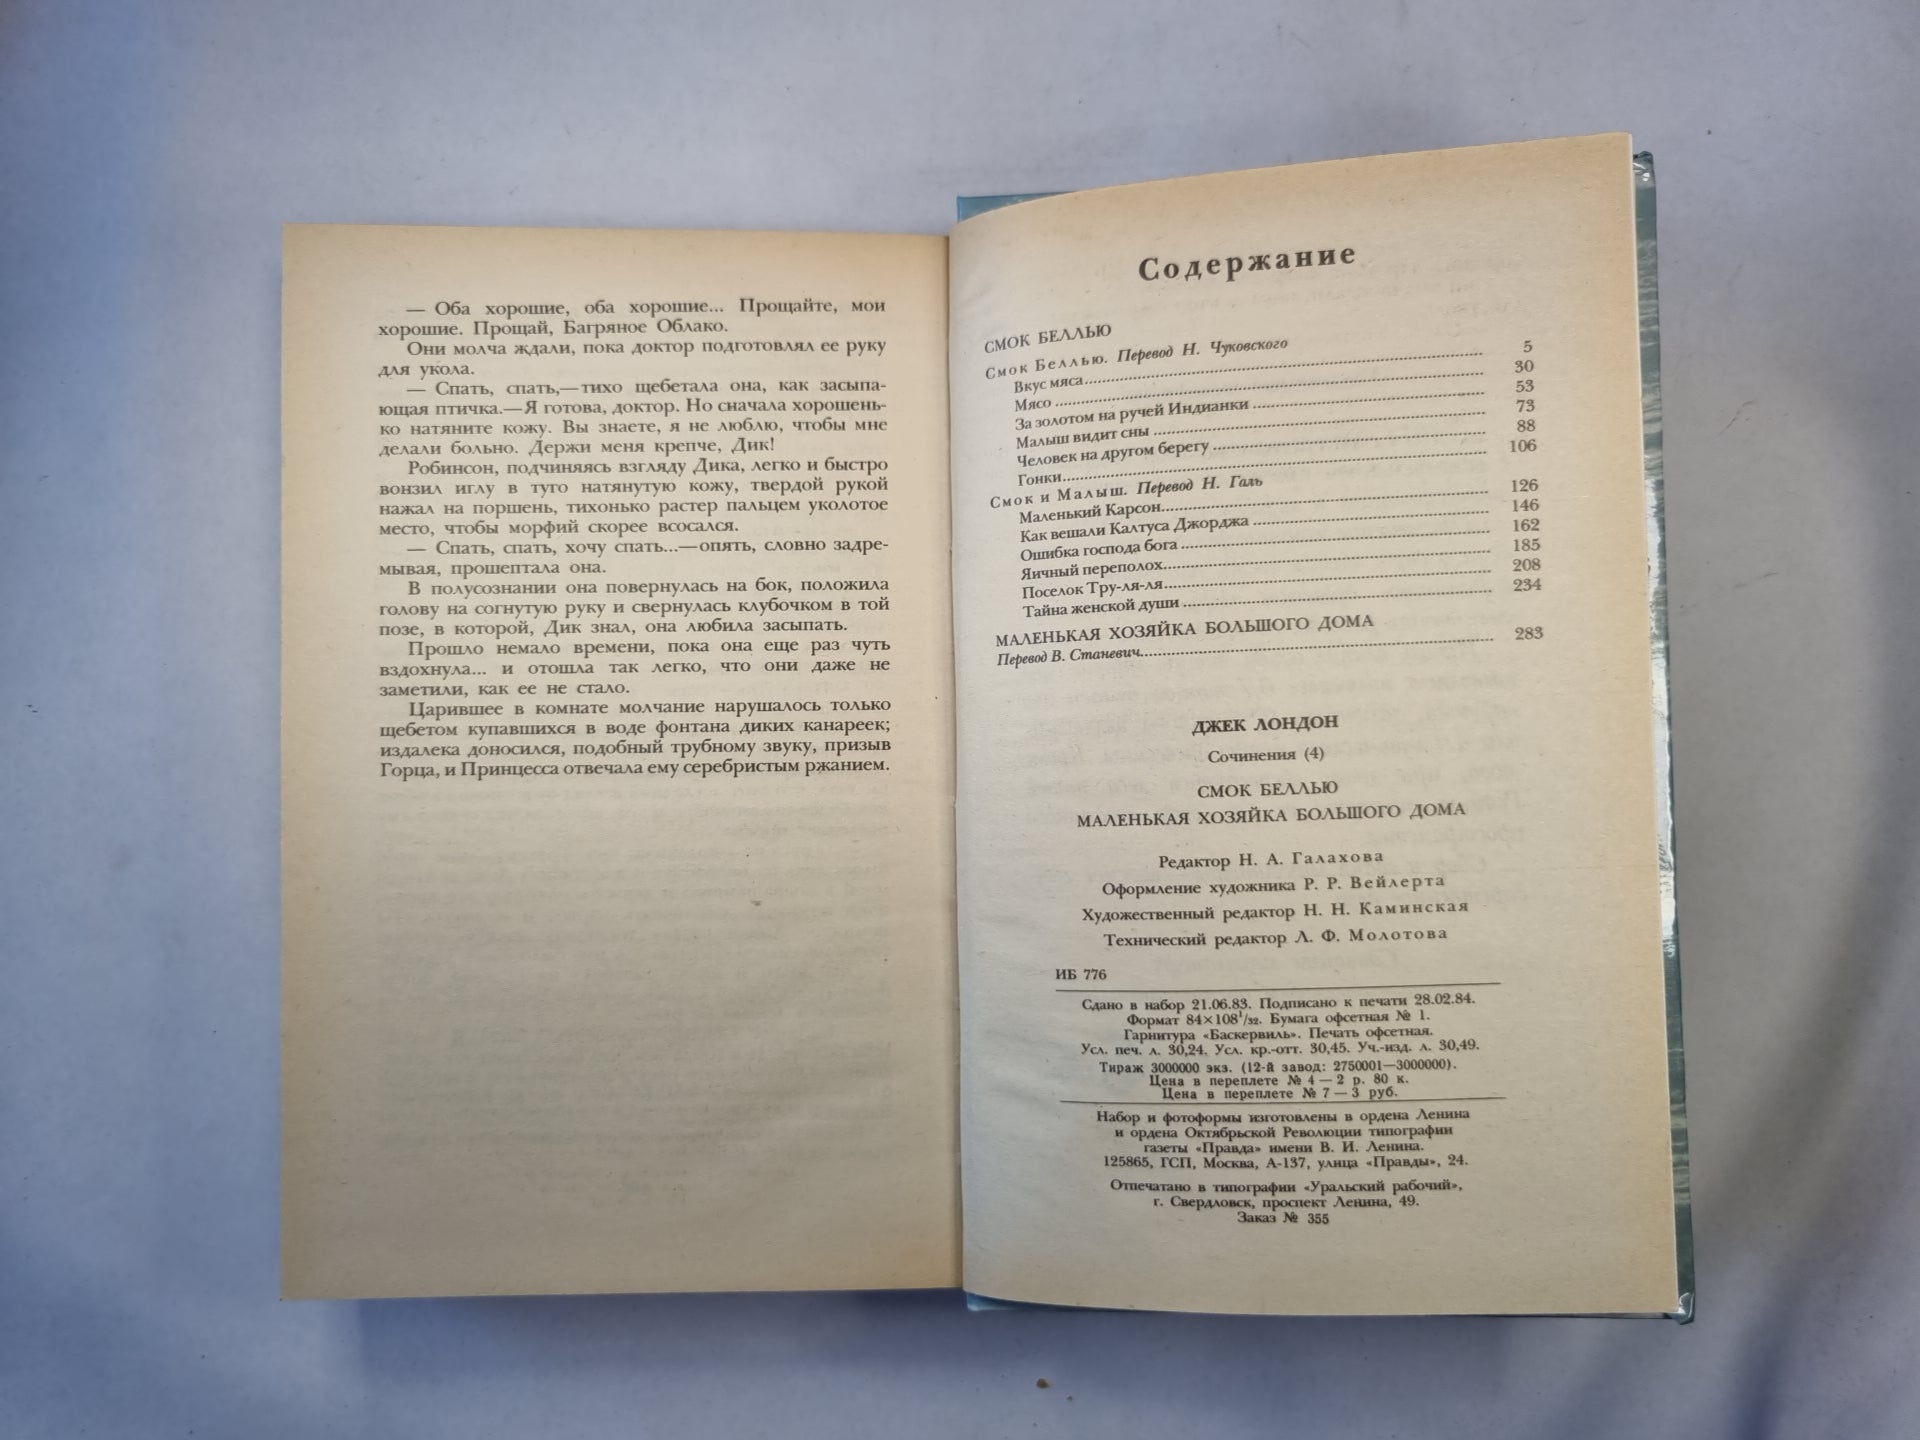 — Оба хорошие, оба хорошие... Прощайте, мои
хорошие. Прощай, Багряное Облако.
Они молча ждали, пока доктор подготовлял ее руку
для укола.
— Спать, спать,—тихо щебетала она, как засыпа-
ющая птичка.—Я готова, доктор. Но сначала хорошень-
ко натяните кожу. Вы знаете, я не люблю, чтобы мне
делали больно. Держи меня крепче, Дик!
Робинсон, подчиняясь взгляду Дика, легко и быстро
вонзил иглу в туго натянутую кожу, твердой рукой
нажал на поршень, тихонько растер пальцем уколотое
место, чтобы морфий скорее всосался.
— Спать, спать, хочу спать...—опять, словно задре-
мывая, прошептала она.
В полусознании она повернулась на бок, положила
голову на согнутую руку и свернулась клубочком в той
позе, в которой, Дик знал, она любила засыпать.
Прошло немало времени, пока она еще раз чуть
вздохнула... и отошла так легко, что они даже не
заметили, как ее не стало.
Царившее в комнате молчание нарушалось только
щебетом купавшихся в воде фонтана диких канареек;
издалека доносился, подобный трубному звуку, призыв
Горца, и Принцесса отвечала ему серебристым ржанием.
Содержание
СМОК БЕЛЛЬЮ
Смок Беллью. Перевод Н. Чуковского
Вкус мяса 5
Мясо 30
За золотом на ручей Индианки 53
Малыш видит сны 73
Человек на другом берегу 88
Гонки 106
Смок и Малыш. Перевод Н. Галь
Маленький Карсон 126
Как вешали Калтуса Джорджа 146
Ошибка господа бога 162
Яичный переполох 185
Поселок Тру-ля-ля 208
Тайна женской души 234
МАЛЕНЬКАЯ ХОЗЯЙКА БОЛЬШОГО ДОМА
Перевод В. Станевич 283
ДЖЕК ЛОНДОН
Сочинения (4)
СМОК БЕЛЛЬЮ
МАЛЕНЬКАЯ ХОЗЯЙКА БОЛЬШОГО ДОМА
Редактор Н. А. Галахова
Оформление художника Р. Р. Вейлерта
Художественный редактор Н. Н. Каминская
Технический редактор Л. Ф. Молотова
ИБ 776
Сдано в набор 21.06.83. Подписано к печати 28.02.84.
Формат 84×108 1/32. Бумага офсетная № 1.
Гарнитура «Баскервиль». Печать офсетная.
Усл. печ. л. 30,24. Усл. кр.-отт. 30,45. Уч.-изд. л. 30,49.
Тираж 3000000 экз. (12-й завод: 2750001—3000000).
Цена в переплете № 4 — 2 р. 80 к.
Цена в переплете № 7 — 3 руб.
Набор и фотоформы изготовлены в ордена Ленина
и ордена Октябрьской Революции типографии
газеты «Правда» имени В. И. Ленина.
125865, ГСП, Москва, А-137, улица «Правды», 24.
Отпечатано в типографии «Уральский рабочий»,
г. Свердловск, проспект Ленина, 49.
Заказ № 355